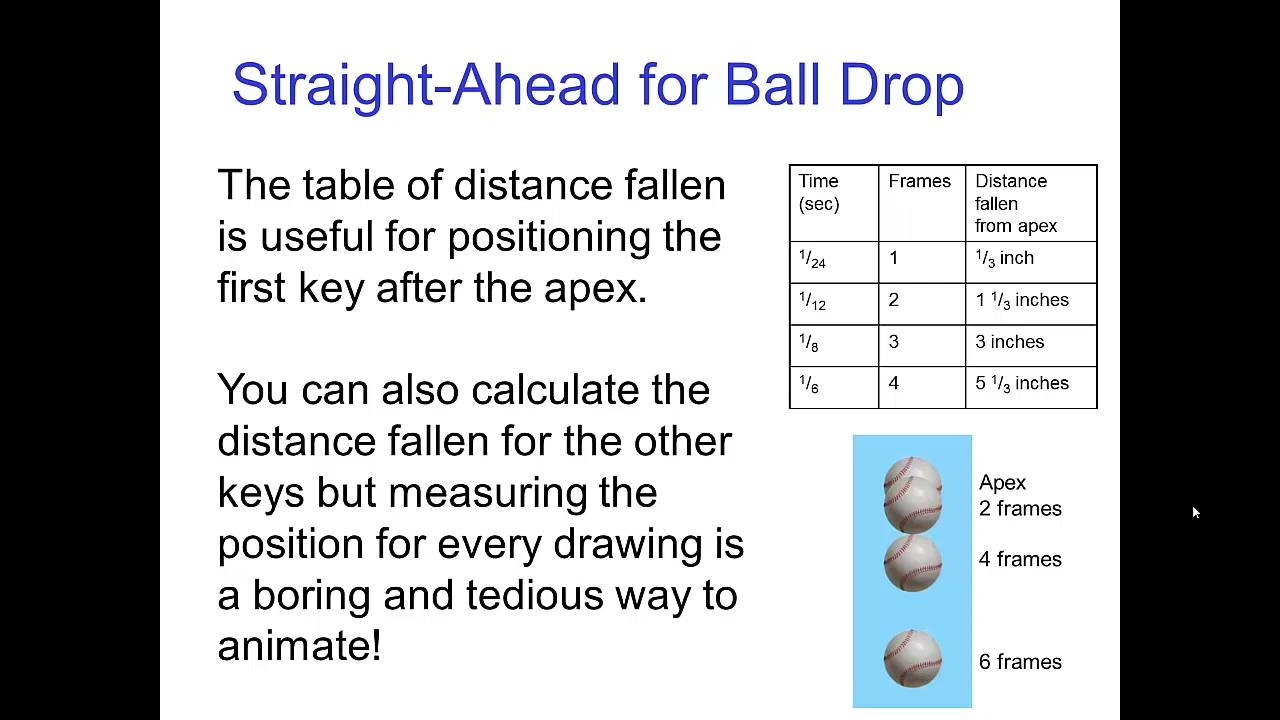 Straight-Ahead for Ball Drop
The table of distance fallen
is useful for positioning the
first key after the apex.
You can also calculate the
distance fallen for the other
keys but measuring the
position for every drawing is
a boring and tedious way to
animate!
Time (sec) Frames Distance fallen from apex
1/24 1 1/3 inch
1/12 2 1 1/3 inches
1/8 3 3 inches
1/6 4 5 1/3 inches
Apex
2 frames
4 frames
6 frames